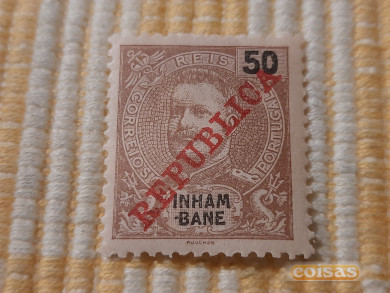 50
REIS
CORREIOS
PORTUGAL
REPUBLICA
INHAM
-BANE
MOUCHON
coisas